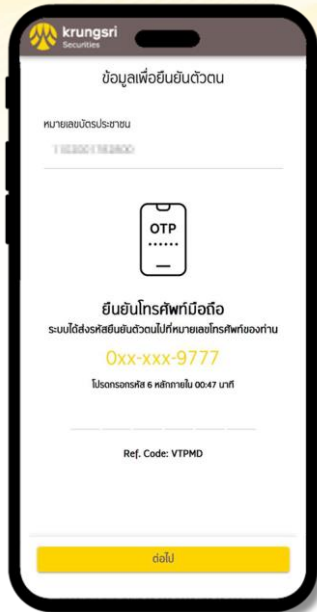 krungsri
Securities
ข้อมูลเพื่อยืนยันตัวตน
หมายเลขบัตรประชาชน
OTP
ยืนยันโทรศัพท์มือถือ
ระบบได้ส่งรหัสยืนยันตัวตนไปที่หมายเลขโทรศัพท์ของท่าน
0xx-xxx-9777
โปรดกรอกรหัส 6 หลักภายใน 00:47 นาที
Ref. Code: VTPMD
ต่อไป